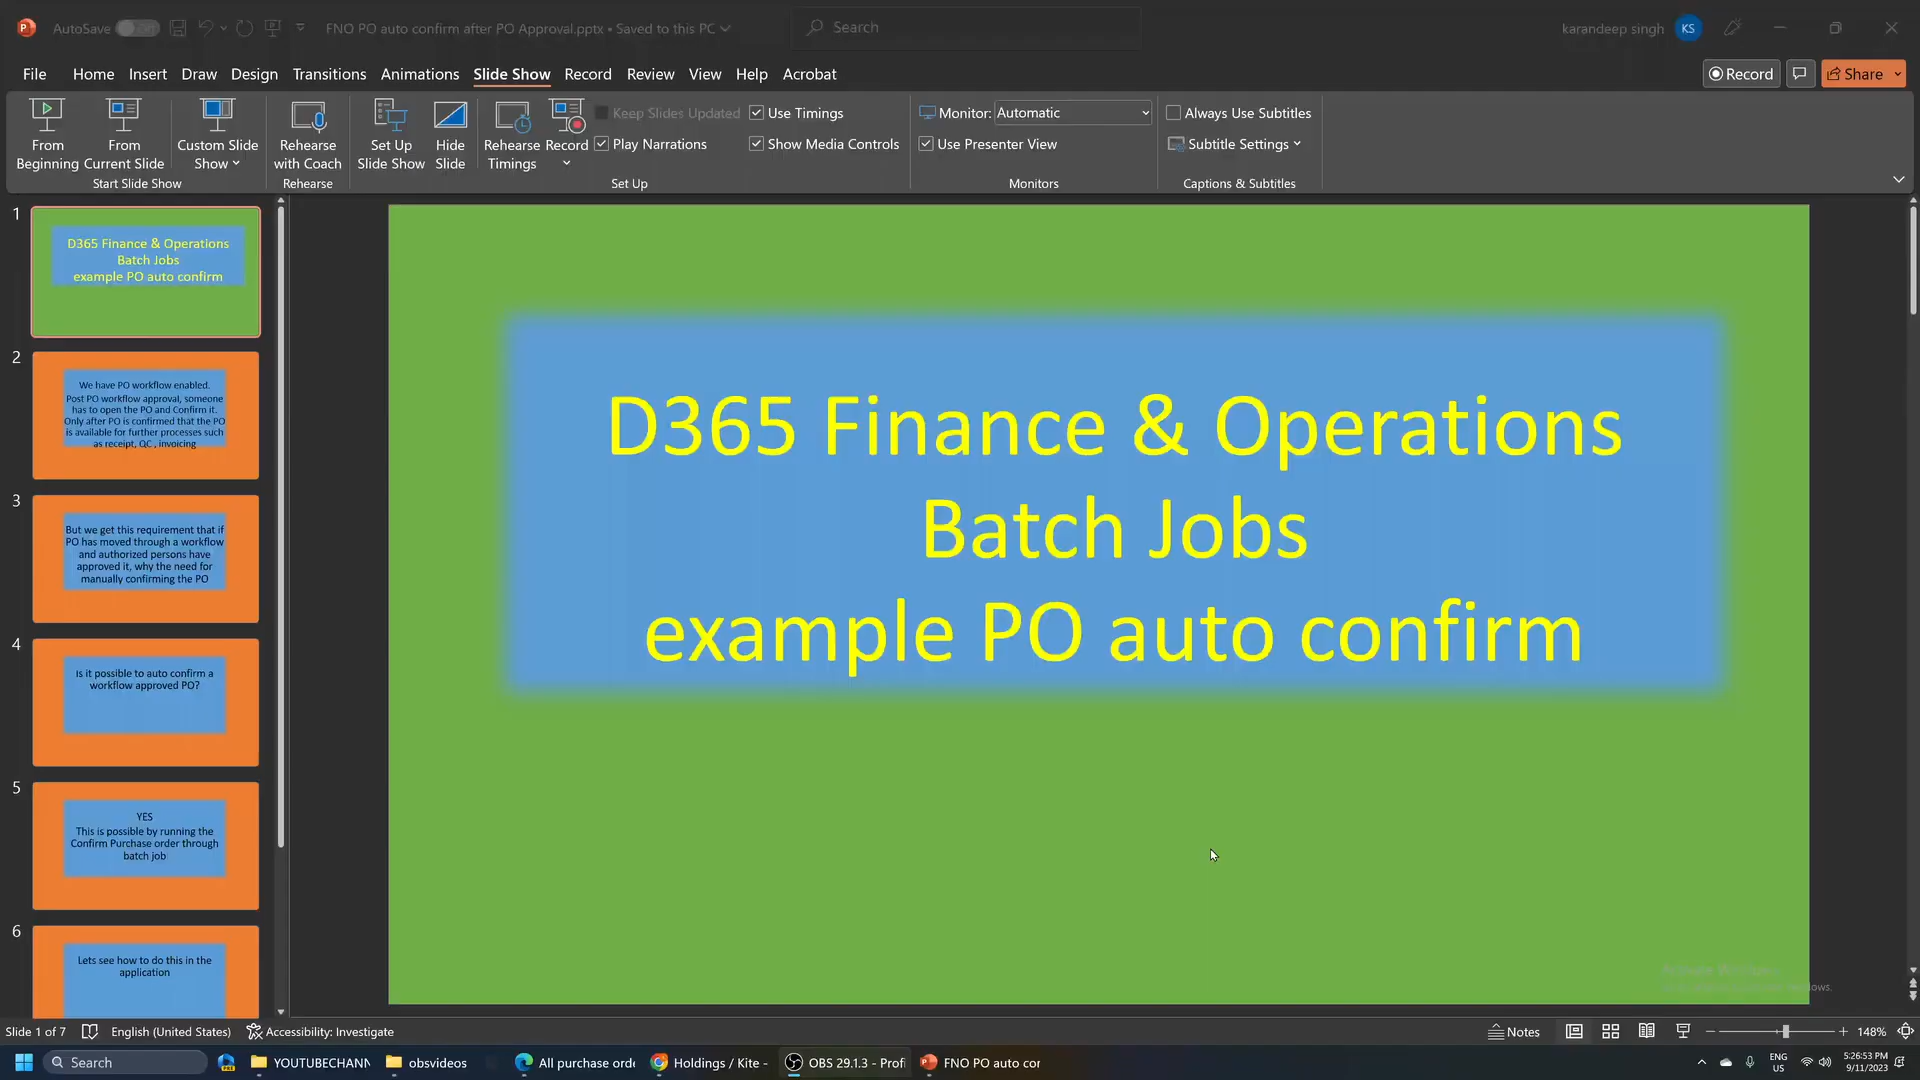 AutoSave
FNO PO auto confirm after PO Approval.pptx • Saved to this PC
Search
karandeep singh
KS
File
Home
Insert
Draw
Design
Transitions
Animations
Slide Show
Record
Review
View
Help
Acrobat
Record
Share
From
Beginning
From
Current Slide
Custom Slide
Show
Start Slide Show
Rehearse
with Coach
Rehearse
Set Up
Slide Show
Hide
Slide
Rehearse
Timings
Record
Keep Slides Updated
Play Narrations
Use Timings
Show Media Controls
Set Up
Monitor:
Automatic
Use Presenter View
Monitors
Always Use Subtitles
Subtitle Settings
Captions & Subtitles
1
D365 Finance & Operations
Batch Jobs
example PO auto confirm
2
We have PO workflow enabled.
Post PO workflow approval, someone
has to open the PO and Confirm it.
Only after PO is confirmed that the PO
is available for further processes such
as receipt, QC , invoicing
3
But we get this requirement that if
PO has moved through a workflow
and authorized persons have
approved it, why the need for
manually confirming the PO
4
Is it possible to auto confirm a
workflow approved PO?
5
YES
This is possible by running the
Confirm Purchase order through
batch job
6
Lets see how to do this in the
application
D365 Finance & Operations
Batch Jobs
example PO auto confirm
Slide 1 of 7
English (United States)
Accessibility: Investigate
Notes
148%
Search
YOUTUBECHANN
obsvideos
All purchase orde
Holdings / Kite -
OBS 29.1.3 - Profi
FNO PO auto cor
ENG
US
5:26:53 PM
9/11/2023